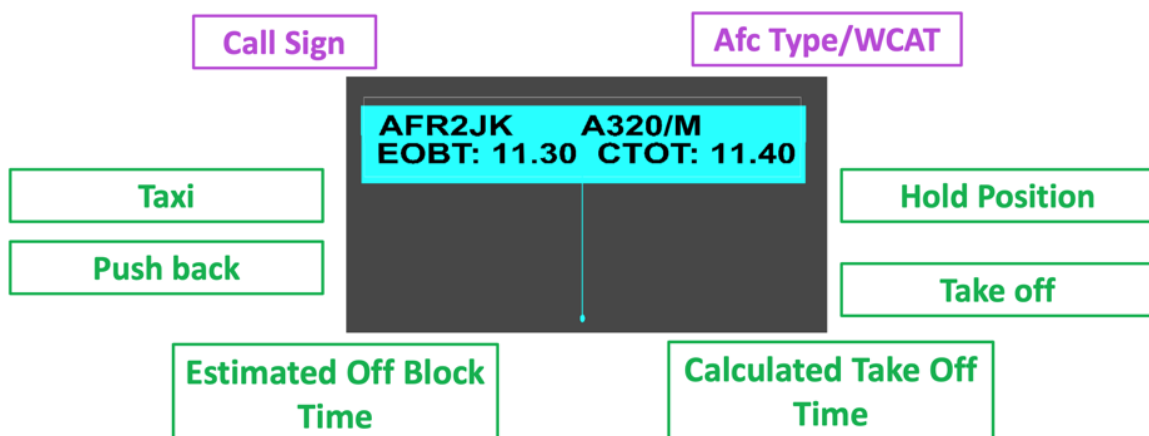 Call Sign
Afc Type/WCAT
AFR2JK A320/M
EOBT: 11.30 CTOT: 11.40
Taxi
Hold Position
Push back
Take off
Estimated Off Block
Time
Calculated Take Off
Time